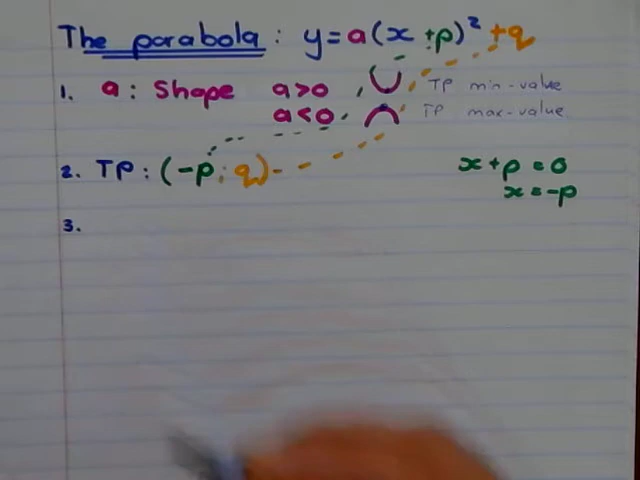 The parabola : y = a(x + p)² + q
1. a : Shape a > 0 , TP min-value
a < 0 , TP max-value
2. TP : (-p ; q) x + p = 0
x = -p
3.